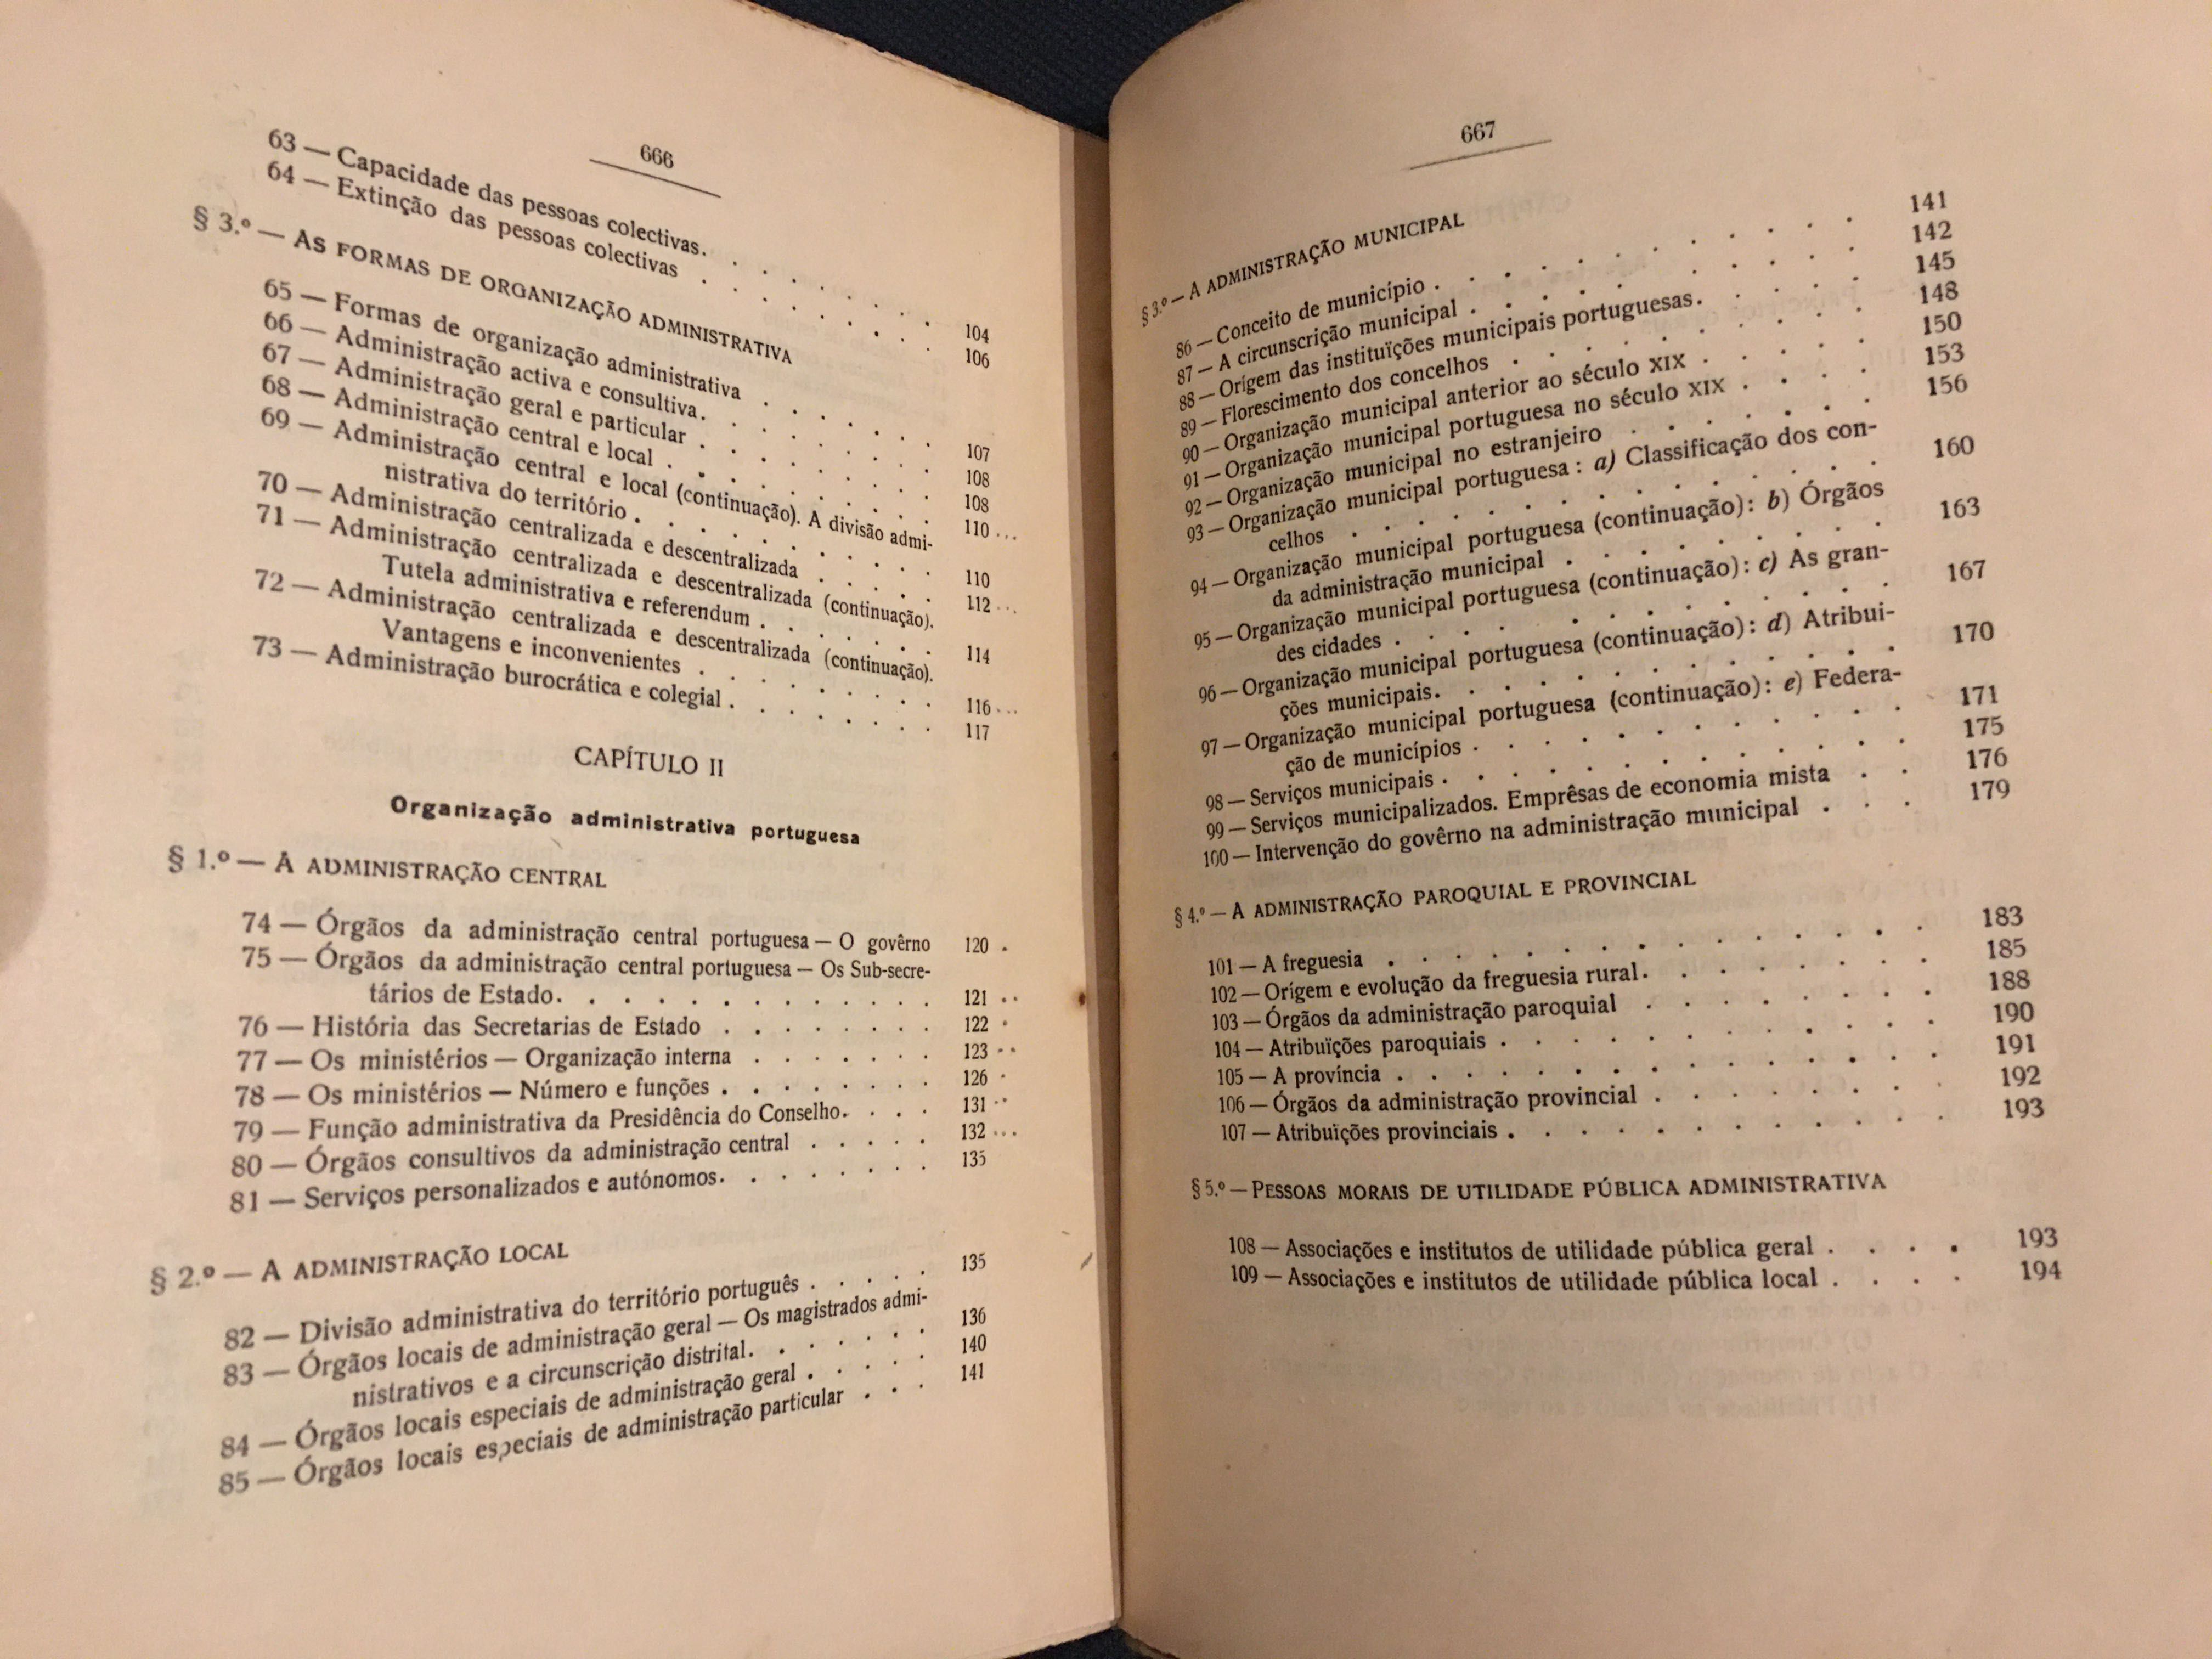 666
63 — Capacidade das pessoas colectivas. . . . . . . . 104
64 — Extinção das pessoas colectivas . . . . . . . . 106
§ 3.º — AS FORMAS DE ORGANIZAÇÃO ADMINISTRATIVA
65 — Formas de organização administrativa . . . . . . 107
66 — Administração activa e consultiva. . . . . . . . 108
67 — Administração geral e particular . . . . . . . . 108
68 — Administração central e local . . . . . . . . . 110 . . .
69 — Administração central e local (continuação). A divisão admi-
nistrativa do território . . . . . . . . . . 110
70 — Administração centralizada e descentralizada . . . . 112 . . .
71 — Administração centralizada e descentralizada (continuação).
Tutela administrativa e referendum . . . . . . 114
72 — Administração centralizada e descentralizada (continuação).
Vantagens e inconvenientes . . . . . . . . 116 . . .
73 — Administração burocrática e colegial . . . . . . . 117
CAPÍTULO II
Organização administrativa portuguesa
§ 1.º — A ADMINISTRAÇÃO CENTRAL
74 — Órgãos da administração central portuguesa — O govêrno 120 .
75 — Órgãos da administração central portuguesa — Os Sub-secre-
tários de Estado. . . . . . . . . . . . . 121 . .
76 — História das Secretarias de Estado . . . . . . . . 122 .
77 — Os ministérios — Organização interna . . . . . . . 123 . .
78 — Os ministérios — Número e funções . . . . . . . . 126 .
79 — Função administrativa da Presidência do Conselho. . . . 131 . .
80 — Órgãos consultivos da administração central . . . . . 132 . . .
81 — Serviços personalizados e autónomos. . . . . . . . 135
§ 2.º — A ADMINISTRAÇÃO LOCAL
82 — Divisão administrativa do território português . . . . . 135
83 — Órgãos locais de administração geral — Os magistrados admi-
nistrativos e a circunscrição distrital. . . . . . . 136
84 — Órgãos locais especiais de administração geral . . . . . 140
85 — Órgãos locais especiais de administração particular . . . 141
667
§ 3.º — A ADMINISTRAÇÃO MUNICIPAL
86 — Conceito de município . . . . . . . . . . . . 141
87 — A circunscrição municipal . . . . . . . . . . . 142
88 — Orígem das instituïções municipais portuguesas. . . . . 145
89 — Florescimento dos concelhos . . . . . . . . . . 148
90 — Organização municipal anterior ao século XIX . . . . . 150
91 — Organização municipal portuguesa no século XIX . . . . 153
92 — Organização municipal no estranjeiro . . . . . . . 156
93 — Organização municipal portuguesa : a) Classificação dos con-
celhos . . . . . . . . . . . . . 160
94 — Organização municipal portuguesa (continuação): b) Órgãos
da administração municipal . . . . . . . . 163
95 — Organização municipal portuguesa (continuação): c) As gran-
des cidades . . . . . . . . . . . . 167
96 — Organização municipal portuguesa (continuação): d) Atribuï-
ções municipais. . . . . . . . . . . . 170
97 — Organização municipal portuguesa (continuação): e) Federa-
ção de municípios . . . . . . . . . . 171
98 — Serviços municipais . . . . . . . . . . . . 175
99 — Serviços municipalizados. Emprêsas de economia mista . . 176
100 — Intervenção do govêrno na administração municipal . . . 179
§ 4.º — A ADMINISTRAÇÃO PAROQUIAL E PROVINCIAL
101 — A freguesia . . . . . . . . . . . . . 183
102 — Orígem e evolução da freguesia rural. . . . . . . . 185
103 — Órgãos da administração paroquial . . . . . . . . 188
104 — Atribuïções paroquiais . . . . . . . . . . . 190
105 — A província . . . . . . . . . . . . . 191
106 — Órgãos da administração provincial . . . . . . . . 192
107 — Atribuïções provinciais . . . . . . . . . . . 193
§ 5.º — PESSOAS MORAIS DE UTILIDADE PÚBLICA ADMINISTRATIVA
108 — Associações e institutos de utilidade pública geral . . . . 193
109 — Associações e institutos de utilidade pública local . . . . 194